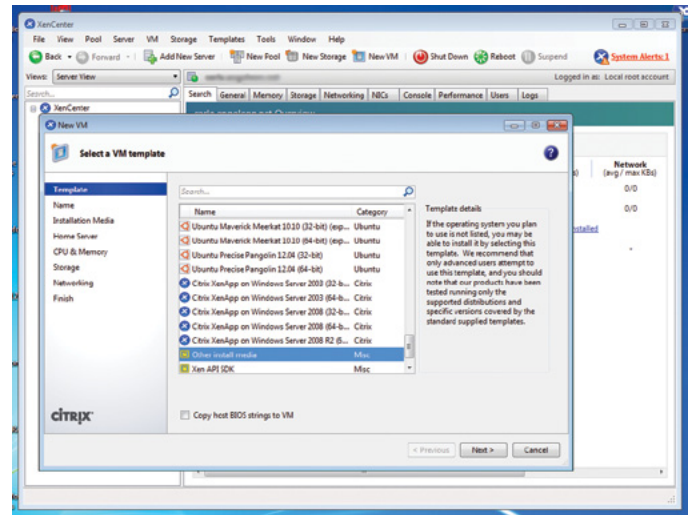 XenCenter
File View Pool Server VM Storage Templates Tools Window Help
Back Forward Add New Server New Pool New Storage New VM Shut Down Reboot Suspend System Alerts: 1
Views: Server View Logged in as: Local root account
Search... Search General Memory Storage Networking NICs Console Performance Users Logs
XenCenter
Overview
New VM
Select a VM template
Network
(avg / max KBs)
0/0
0/0
Template
Name
Installation Media
Home Server
CPU & Memory
Storage
Networking
Finish
Search...
Name Category
Ubuntu Maverick Meerkat 10.10 (32-bit) (exp... Ubuntu
Ubuntu Maverick Meerkat 10.10 (64-bit) (exp... Ubuntu
Ubuntu Precise Pangolin 12.04 (32-bit) Ubuntu
Ubuntu Precise Pangolin 12.04 (64-bit) Ubuntu
Citrix XenApp on Windows Server 2003 (32-b... Citrix
Citrix XenApp on Windows Server 2003 (64-b... Citrix
Citrix XenApp on Windows Server 2008 (32-b... Citrix
Citrix XenApp on Windows Server 2008 (64-b... Citrix
Citrix XenApp on Windows Server 2008 R2 (6... Citrix
Other install media Misc
Xen API SDK Misc
Template details
If the operating system you plan
to use is not listed, you may be
able to install it by selecting this
template. We recommend that
only advanced users attempt to
use this template, and you should
note that our products have been
tested running only the
supported distributions and
specific versions covered by the
standard supplied templates.
Copy host BIOS strings to VM
CITRIX
< Previous Next > Cancel